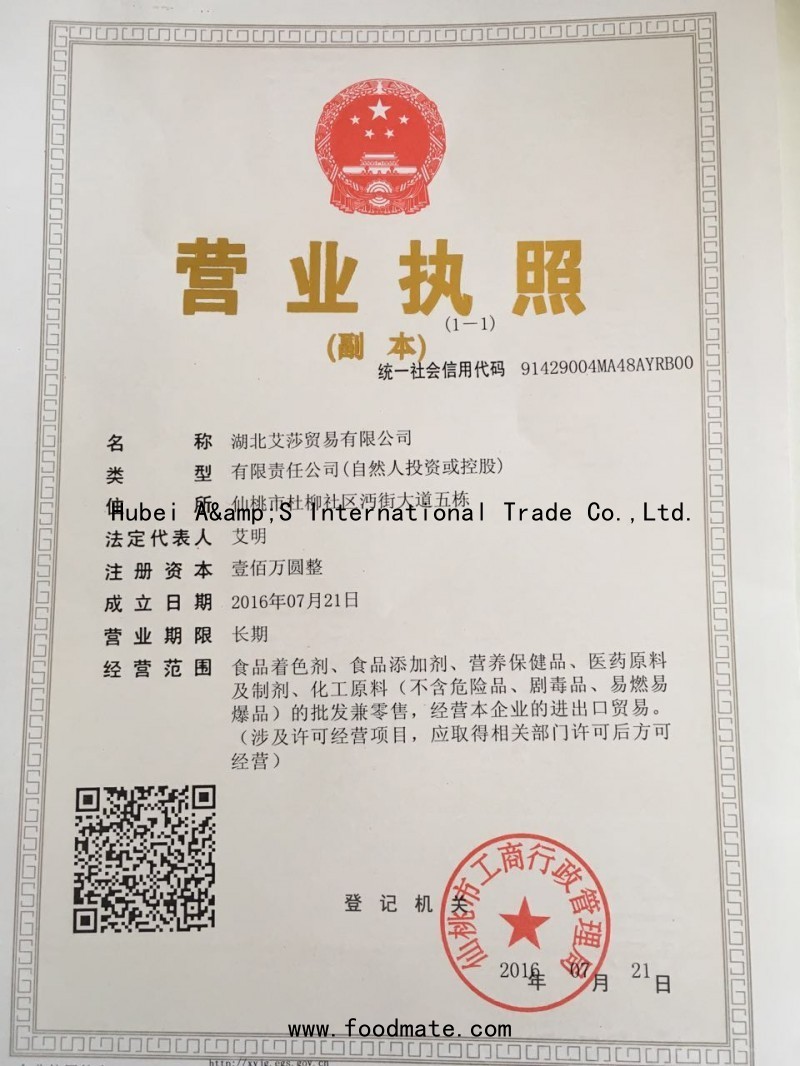 营业执照
(副本)
(1-1)
统一社会信用代码 91429004MA48AYRB00
名 称 湖北艾莎贸易有限公司
类 型 有限责任公司(自然人投资或控股)
住 所 仙桃市杜柳社区沔街大道五栋
Hubei A&amp;S International Trade Co.,Ltd.
法定代表人 艾明
注册资本 壹佰万圆整
成立日期 2016年07月21日
营业期限 长期
经营范围 食品着色剂、食品添加剂、营养保健品、医药原料
及制剂、化工原料（不含危险品、剧毒品、易燃易
爆品）的批发兼零售，经营本企业的进出口贸易。
（涉及许可经营项目，应取得相关部门许可后方可
经营）
登记机关
仙桃市工商行政管理局
2016年07月21日
www.foodmate.com